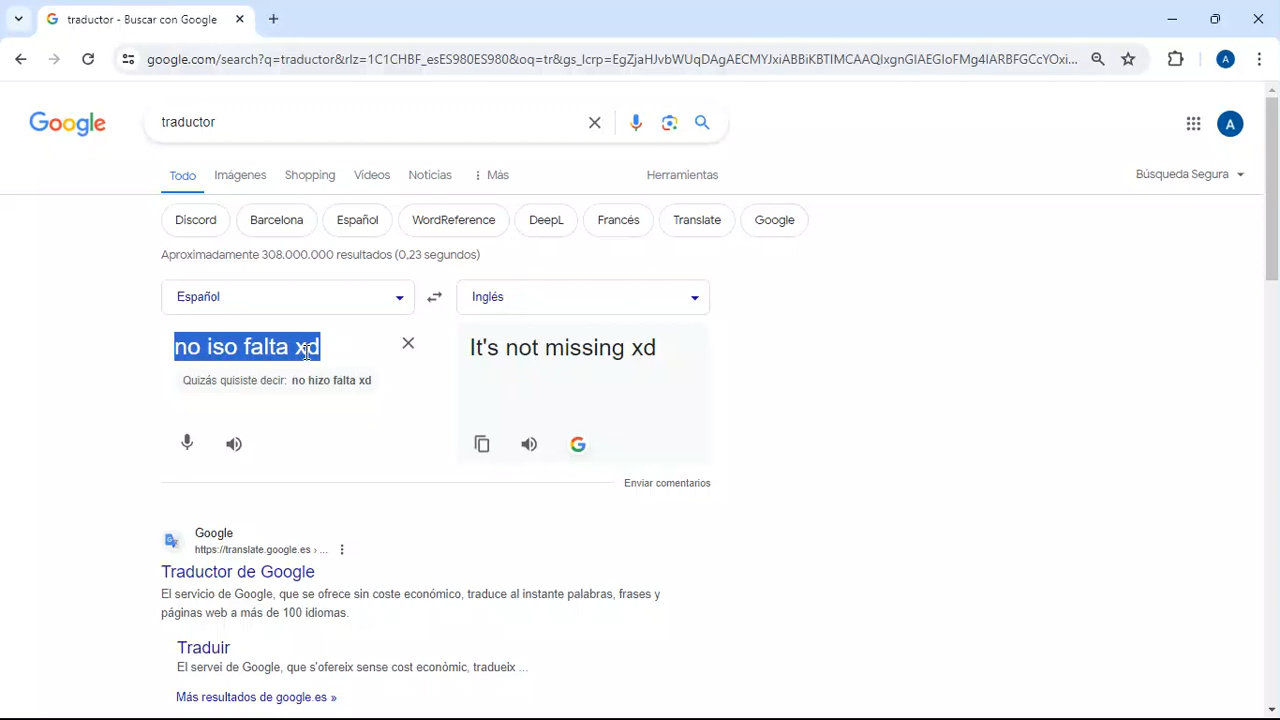 traductor - Buscar con Google
google.com/search?q=traductor&rlz=1C1CHBF_esES980ES980&oq=tr&gs_lcrp=EgZjaHJvbWUqDAgAECMYJxiABBiKBTIMCAAQIxgnGIAEGIoFMg4IARBFGCcYOxi...
A
Google
traductor
A
Todo
Imágenes
Shopping
Vídeos
Noticias
Más
Herramientas
Búsqueda Segura
Discord
Barcelona
Español
WordReference
DeepL
Francés
Translate
Google
Aproximadamente 308.000.000 resultados (0,23 segundos)
Español
Inglés
no iso falta xd
It's not missing xd
Quizás quisiste decir: no hizo falta xd
Enviar comentarios
Google
https://translate.google.es › ...
Traductor de Google
El servicio de Google, que se ofrece sin coste económico, traduce al instante palabras, frases y
páginas web a más de 100 idiomas.
Traduir
El servei de Google, que s'ofereix sense cost econòmic, tradueix ...
Más resultados de google.es »